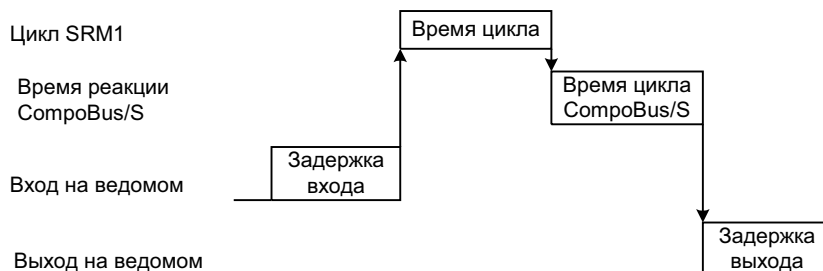 Цикл SRM1
Время цикла
Время реакции
CompoBus/S
Время цикла
CompoBus/S
Вход на ведомом
Задержка
входа
Выход на ведомом
Задержка
выхода